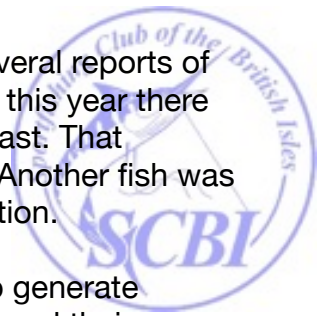 veral reports of
this year there
ast. That
Another fish was
tion.
generate
Sportfishing Club of the British Isles
SCBI